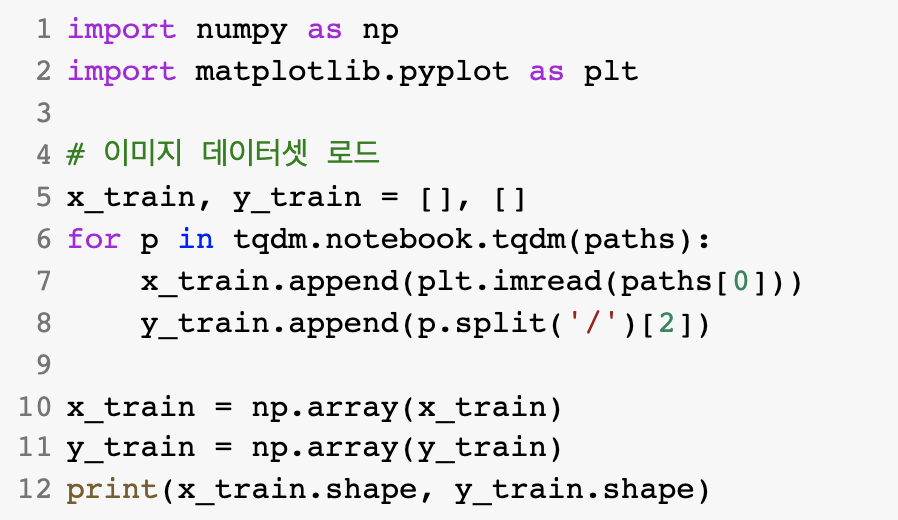 1 import numpy as np
2 import matplotlib.pyplot as plt
3
4 # 이미지 데이터셋 로드
5 x_train, y_train = [], []
6 for p in tqdm.notebook.tqdm(paths):
7     x_train.append(plt.imread(paths[0]))
8     y_train.append(p.split('/')[2])
9
10 x_train = np.array(x_train)
11 y_train = np.array(y_train)
12 print(x_train.shape, y_train.shape)